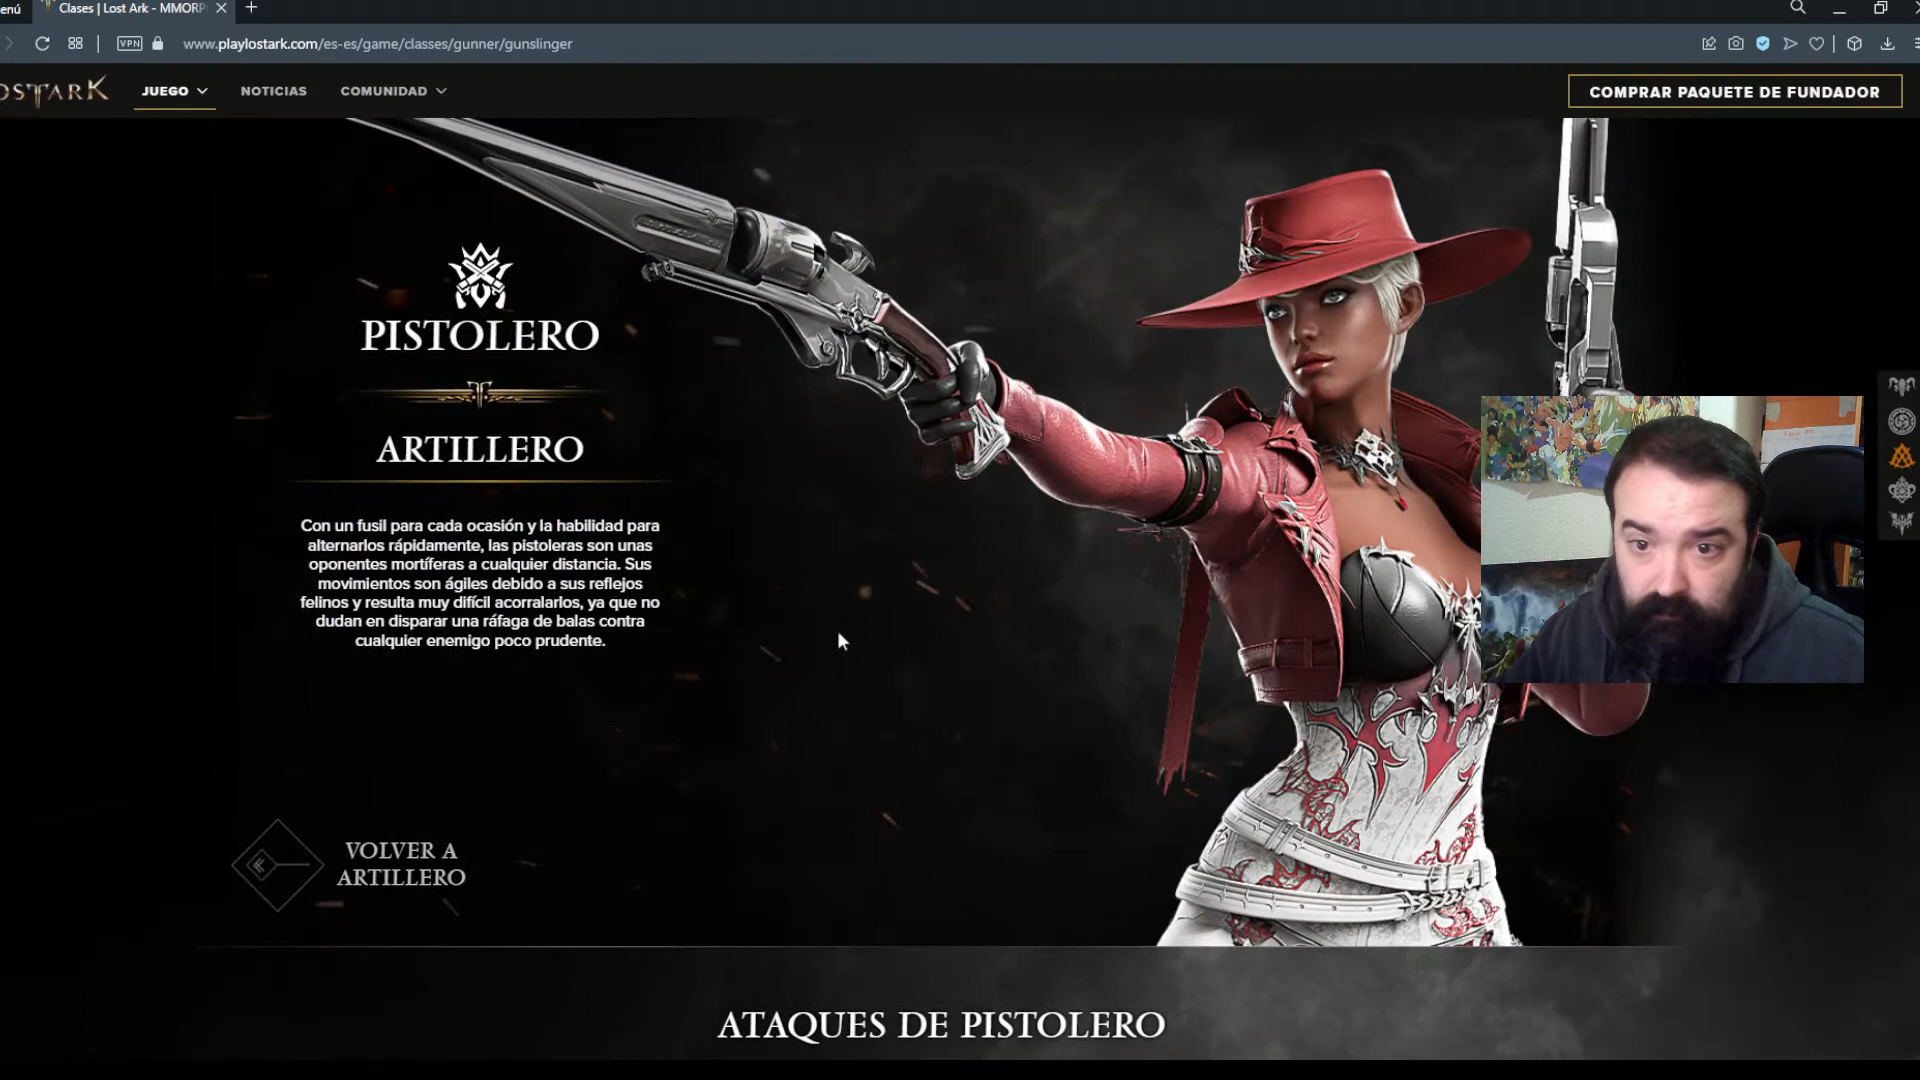 enú
Clases | Lost Ark - MMORP
VPN
www.playlostark.com/es-es/game/classes/gunner/gunslinger
OSTARK
JUEGO
NOTICIAS
COMUNIDAD
COMPRAR PAQUETE DE FUNDADOR
PISTOLERO
ARTILLERO
Con un fusil para cada ocasión y la habilidad para
alternarlos rápidamente, las pistoleras son unas
oponentes mortíferas a cualquier distancia. Sus
movimientos son ágiles debido a sus reflejos
felinos y resulta muy difícil acorralarlos, ya que no
dudan en disparar una ráfaga de balas contra
cualquier enemigo poco prudente.
VOLVER A
ARTILLERO
ATAQUES DE PISTOLERO